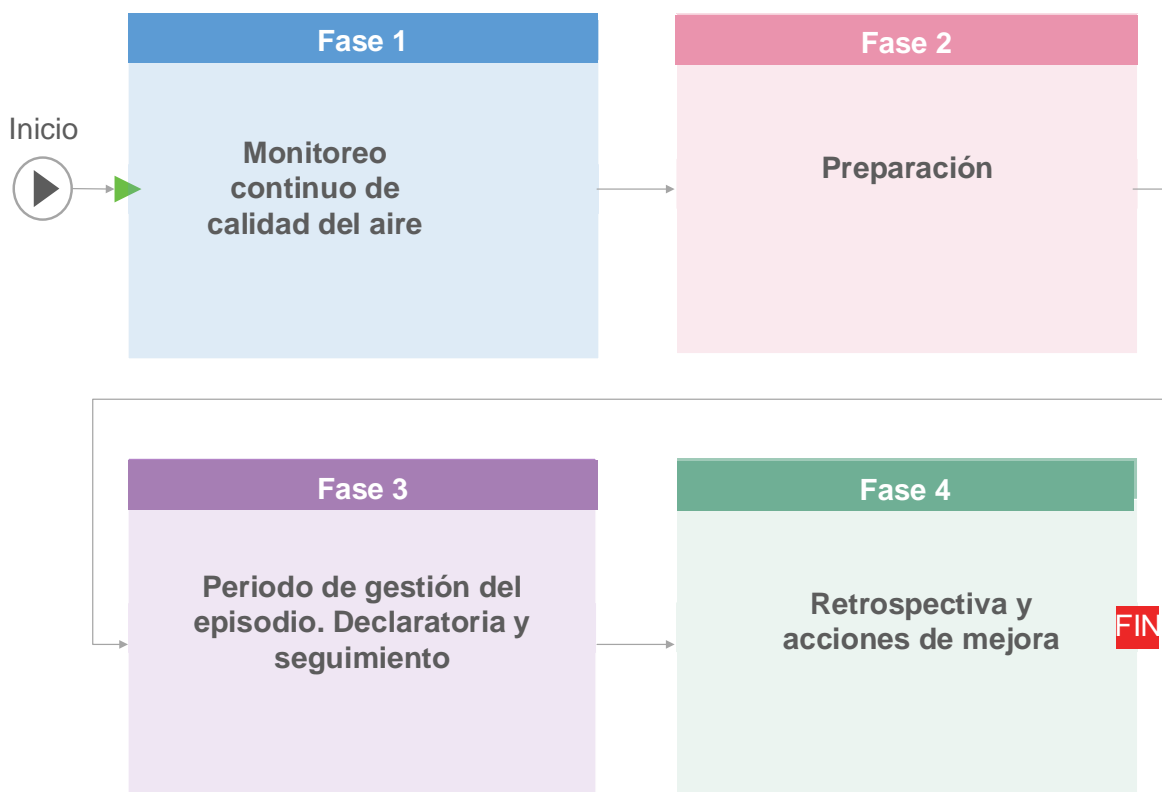 Inicio
Fase 1
Monitoreo
continuo de
calidad del aire
Fase 2
Preparación
Fase 3
Periodo de gestión del
episodio. Declaratoria y
seguimiento
Fase 4
Retrospectiva y
acciones de mejora
FIN